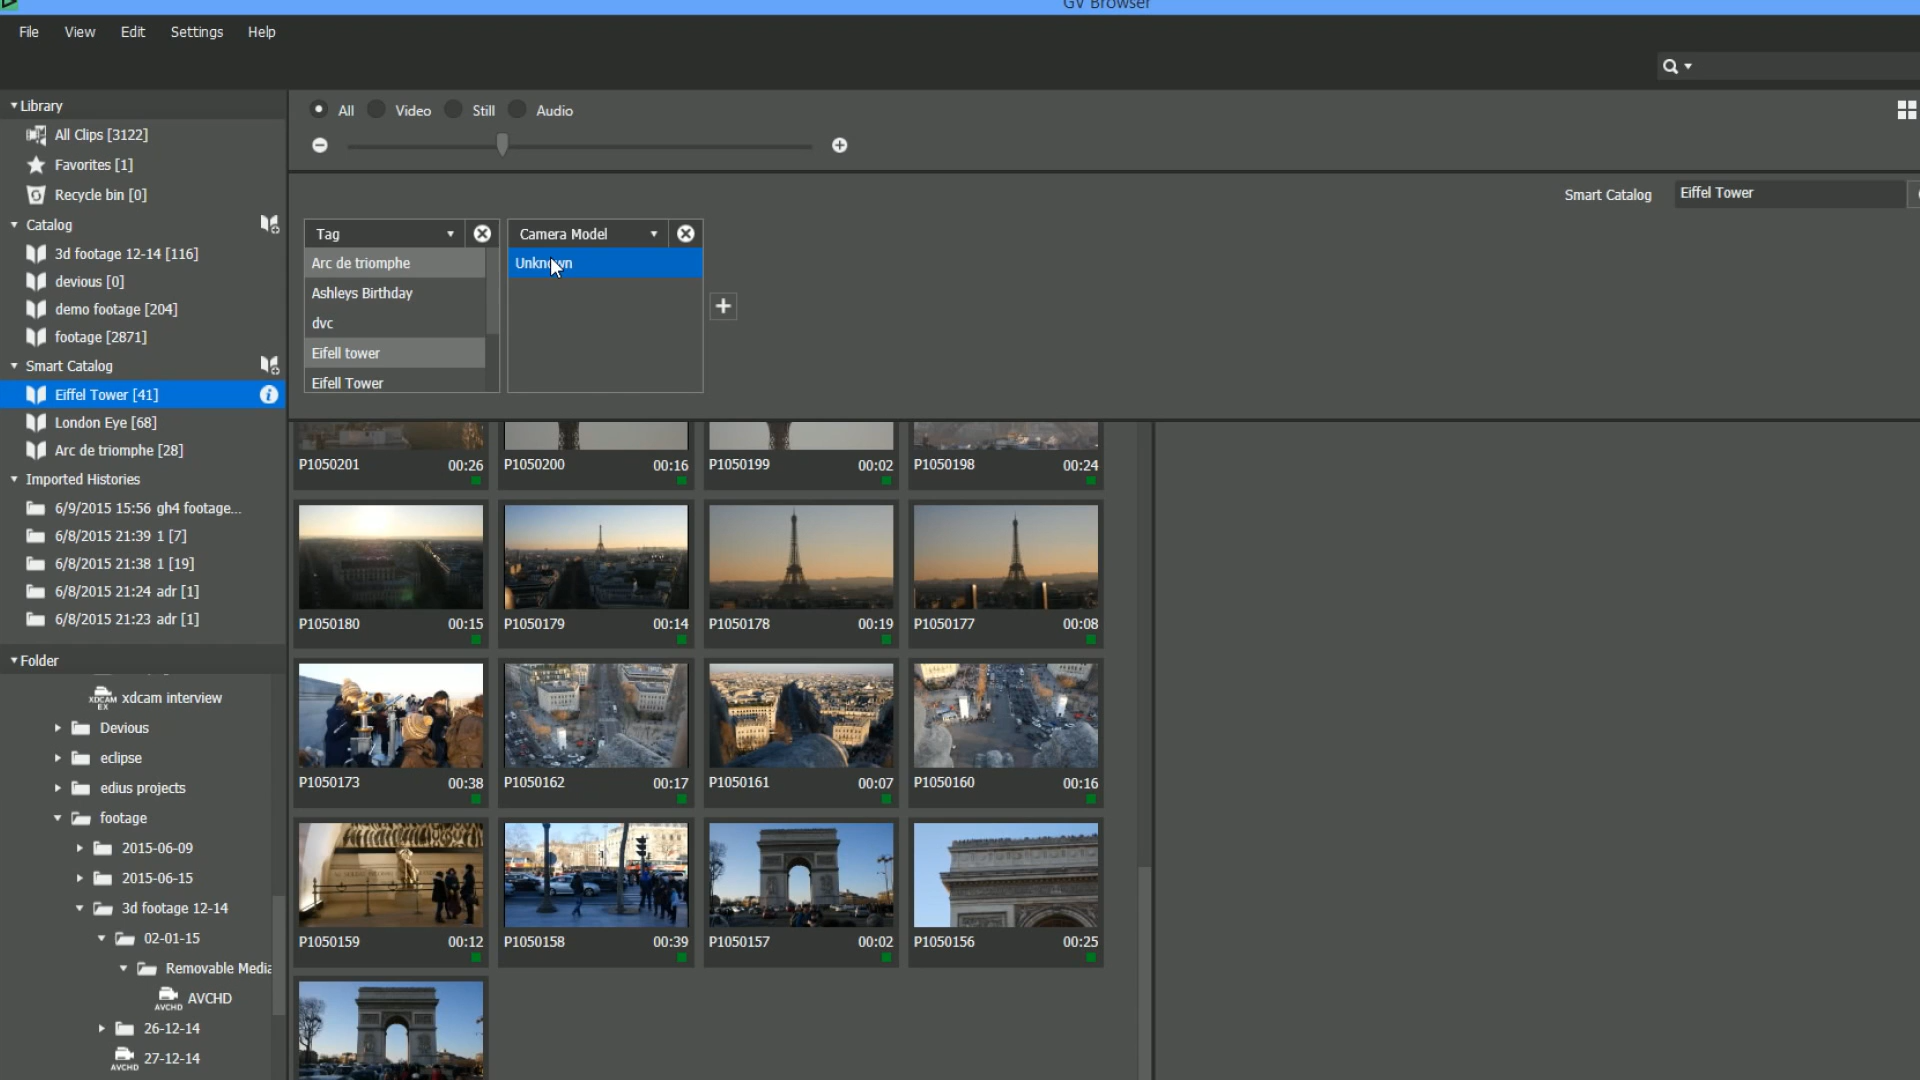 GV Browser
File View Edit Settings Help
Library
All Clips [3122]
Favorites [1]
Recycle bin [0]
Catalog
3d footage 12-14 [116]
devious [0]
demo footage [204]
footage [2871]
Smart Catalog
Eiffel Tower [41]
London Eye [68]
Arc de triomphe [28]
Imported Histories
6/9/2015 15:56 gh4 footage...
6/8/2015 21:39 1 [7]
6/8/2015 21:38 1 [19]
6/8/2015 21:24 adr [1]
6/8/2015 21:23 adr [1]
Folder
XDCAM EX xdcam interview
Devious
eclipse
edius projects
footage
2015-06-09
2015-06-15
3d footage 12-14
02-01-15
Removable Media
AVCHD AVCHD
26-12-14
AVCHD 27-12-14
All Video Still Audio
Smart Catalog Eiffel Tower
Tag
Arc de triomphe
Ashleys Birthday
dvc
Eifell tower
Eifell Tower
Camera Model
Unknown
P1050201 00:26 P1050200 00:16 P1050199 00:02 P1050198 00:24
P1050180 00:15 P1050179 00:14 P1050178 00:19 P1050177 00:08
P1050173 00:38 P1050162 00:17 P1050161 00:07 P1050160 00:16
P1050159 00:12 P1050158 00:39 P1050157 00:02 P1050156 00:25